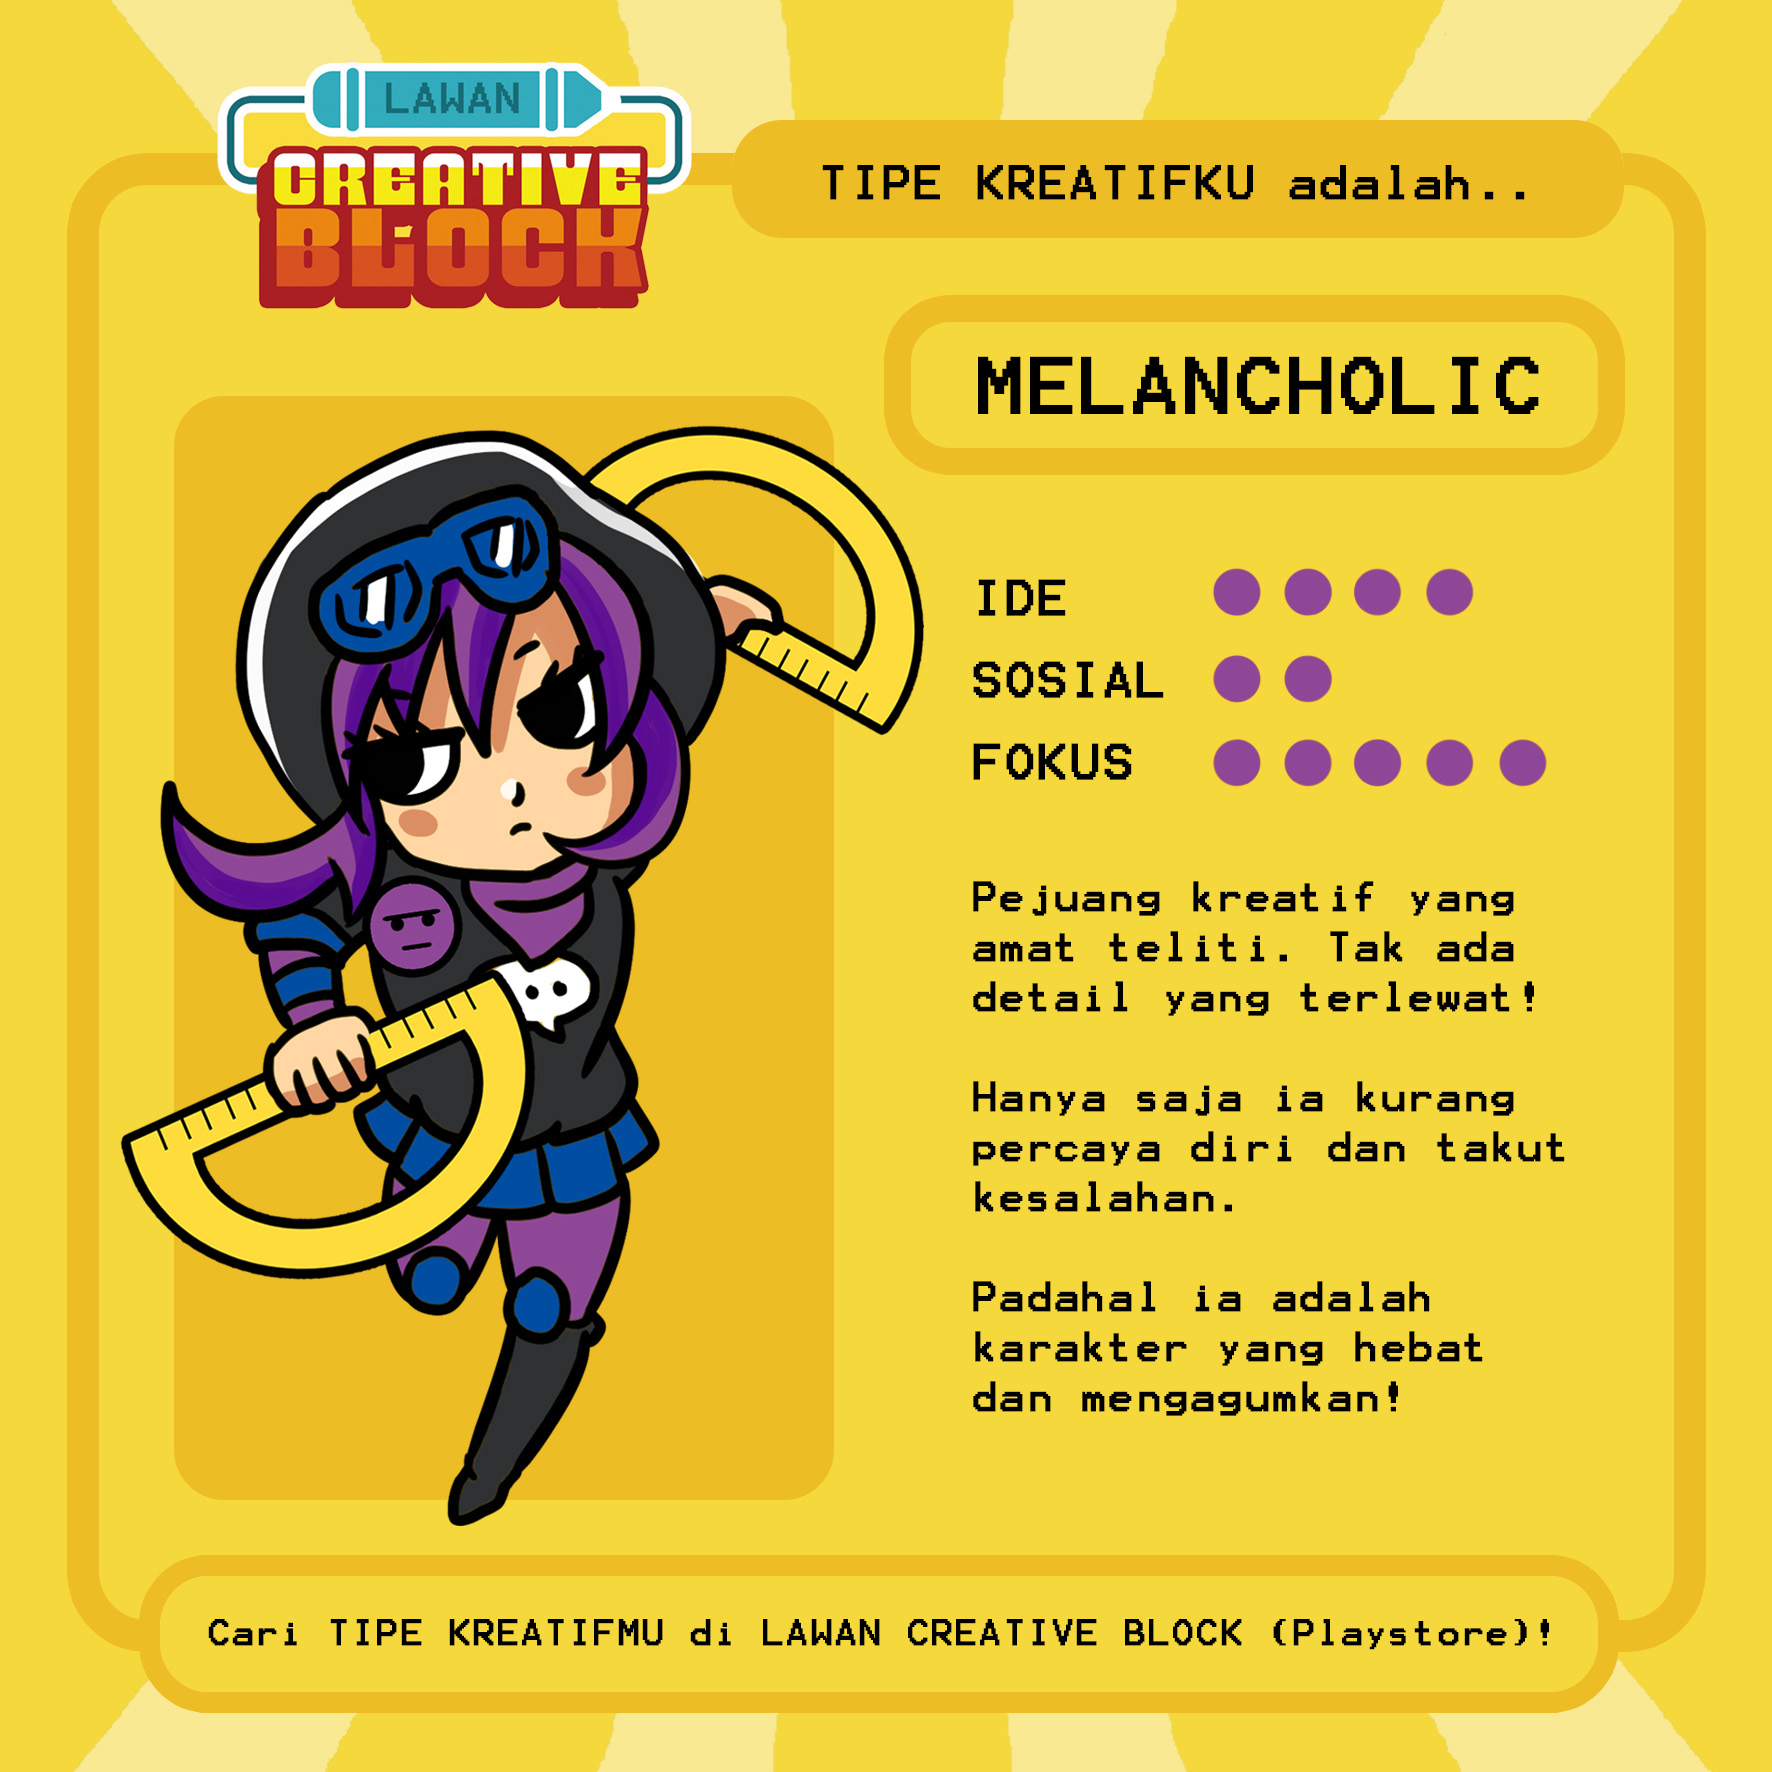 LAWAN
CREATIVE
BLOCK
TIPE KREATIFKU adalah..
MELANCHOLIC
IDE
SOSIAL
FOKUS
Pejuang kreatif yang
amat teliti. Tak ada
detail yang terlewat!
Hanya saja ia kurang
percaya diri dan takut
kesalahan.
Padahal ia adalah
karakter yang hebat
dan mengagumkan!
Cari TIPE KREATIFMU di LAWAN CREATIVE BLOCK (Playstore)!